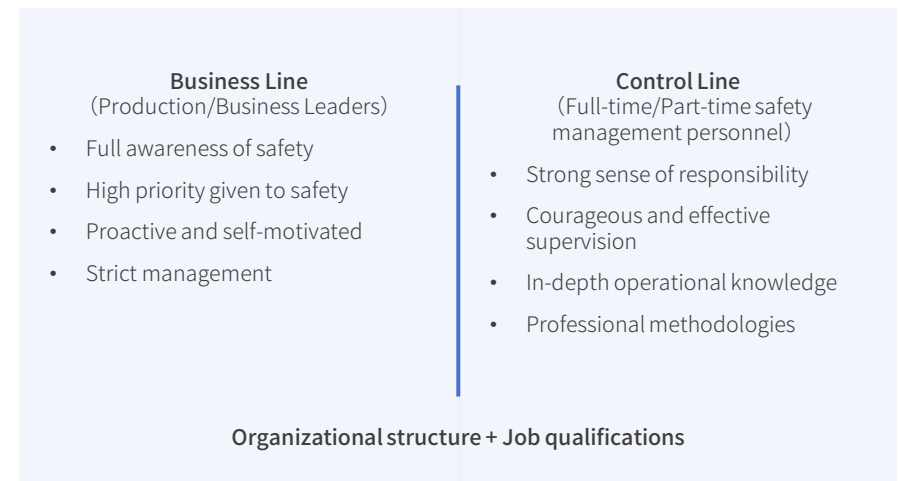 Business Line
（Production/Business Leaders）
• Full awareness of safety
• High priority given to safety
• Proactive and self-motivated
• Strict management
Control Line
（Full-time/Part-time safety
management personnel）
• Strong sense of responsibility
• Courageous and effective
supervision
• In-depth operational knowledge
• Professional methodologies
Organizational structure + Job qualifications